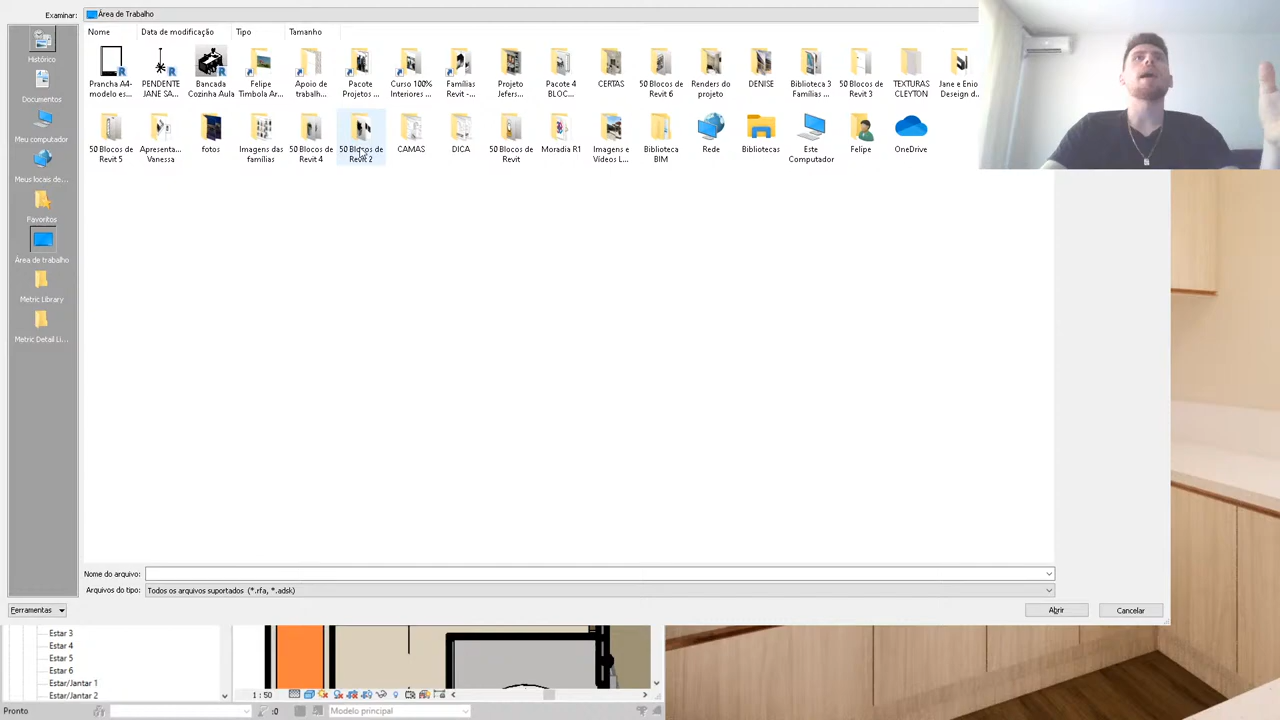 Examinar:
Área de Trabalho
Nome
Data de modificação
Tipo
Tamanho
Histórico
Documentos
Meu computador
Meus locais de...
Favoritos
Área de trabalho
Metric Library
Metric Detail Li...
Prancha A4-
modelo es...
PENDENTE
JANE SA...
Bancada
Cozinha Aula
Felipe
Timbola Ar...
Apoio de
trabalh...
Pacote
Projetos ...
Curso 100%
Interiores ...
Famílias
Revit -...
Projeto
Jefers...
Pacote 4
BLOC...
CERTAS
50 Blocos de
Revit 6
Renders do
projeto
DENISE
Biblioteca 3
Famílias ...
50 Blocos de
Revit 3
TEXTURAS
CLEYTON
Jane e Enio
Design d...
50 Blocos de
Revit 5
Apresenta...
Vanessa
fotos
Imagens das
famílias
50 Blocos de
Revit 4
50 Blocos de
Revit 2
CAMAS
DICA
50 Blocos de
Revit
Moradia R1
Imagens e
Vídeos L...
Biblioteca
BIM
Rede
Bibliotecas
Este
Computador
Felipe
OneDrive
Nome do arquivo:
Arquivos do tipo:
Todos os arquivos suportados (*.rfa, *.adsk)
Ferramentas
Abrir
Cancelar
Estar 3
Estar 4
Estar 5
Estar 6
Estar/Jantar 1
Estar/Jantar 2
1 : 50
Pronto
:0
Modelo principal